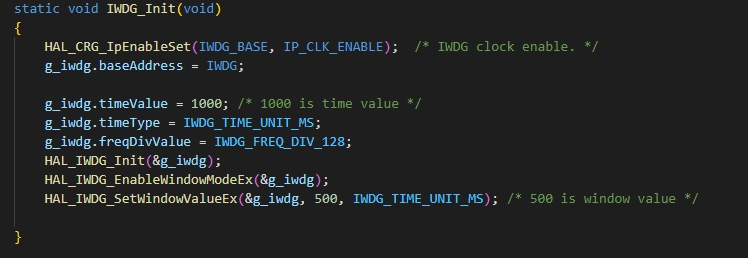 static void IWDG_Init(void)
{
    HAL_CRG_IpEnableSet(IWDG_BASE, IP_CLK_ENABLE);  /* IWDG clock enable. */
    g_iwdg.baseAddress = IWDG;

    g_iwdg.timeValue = 1000; /* 1000 is time value */
    g_iwdg.timeType = IWDG_TIME_UNIT_MS;
    g_iwdg.freqDivValue = IWDG_FREQ_DIV_128;
    HAL_IWDG_Init(&g_iwdg);
    HAL_IWDG_EnableWindowModeEx(&g_iwdg);
    HAL_IWDG_SetWindowValueEx(&g_iwdg, 500, IWDG_TIME_UNIT_MS); /* 500 is window value */

}